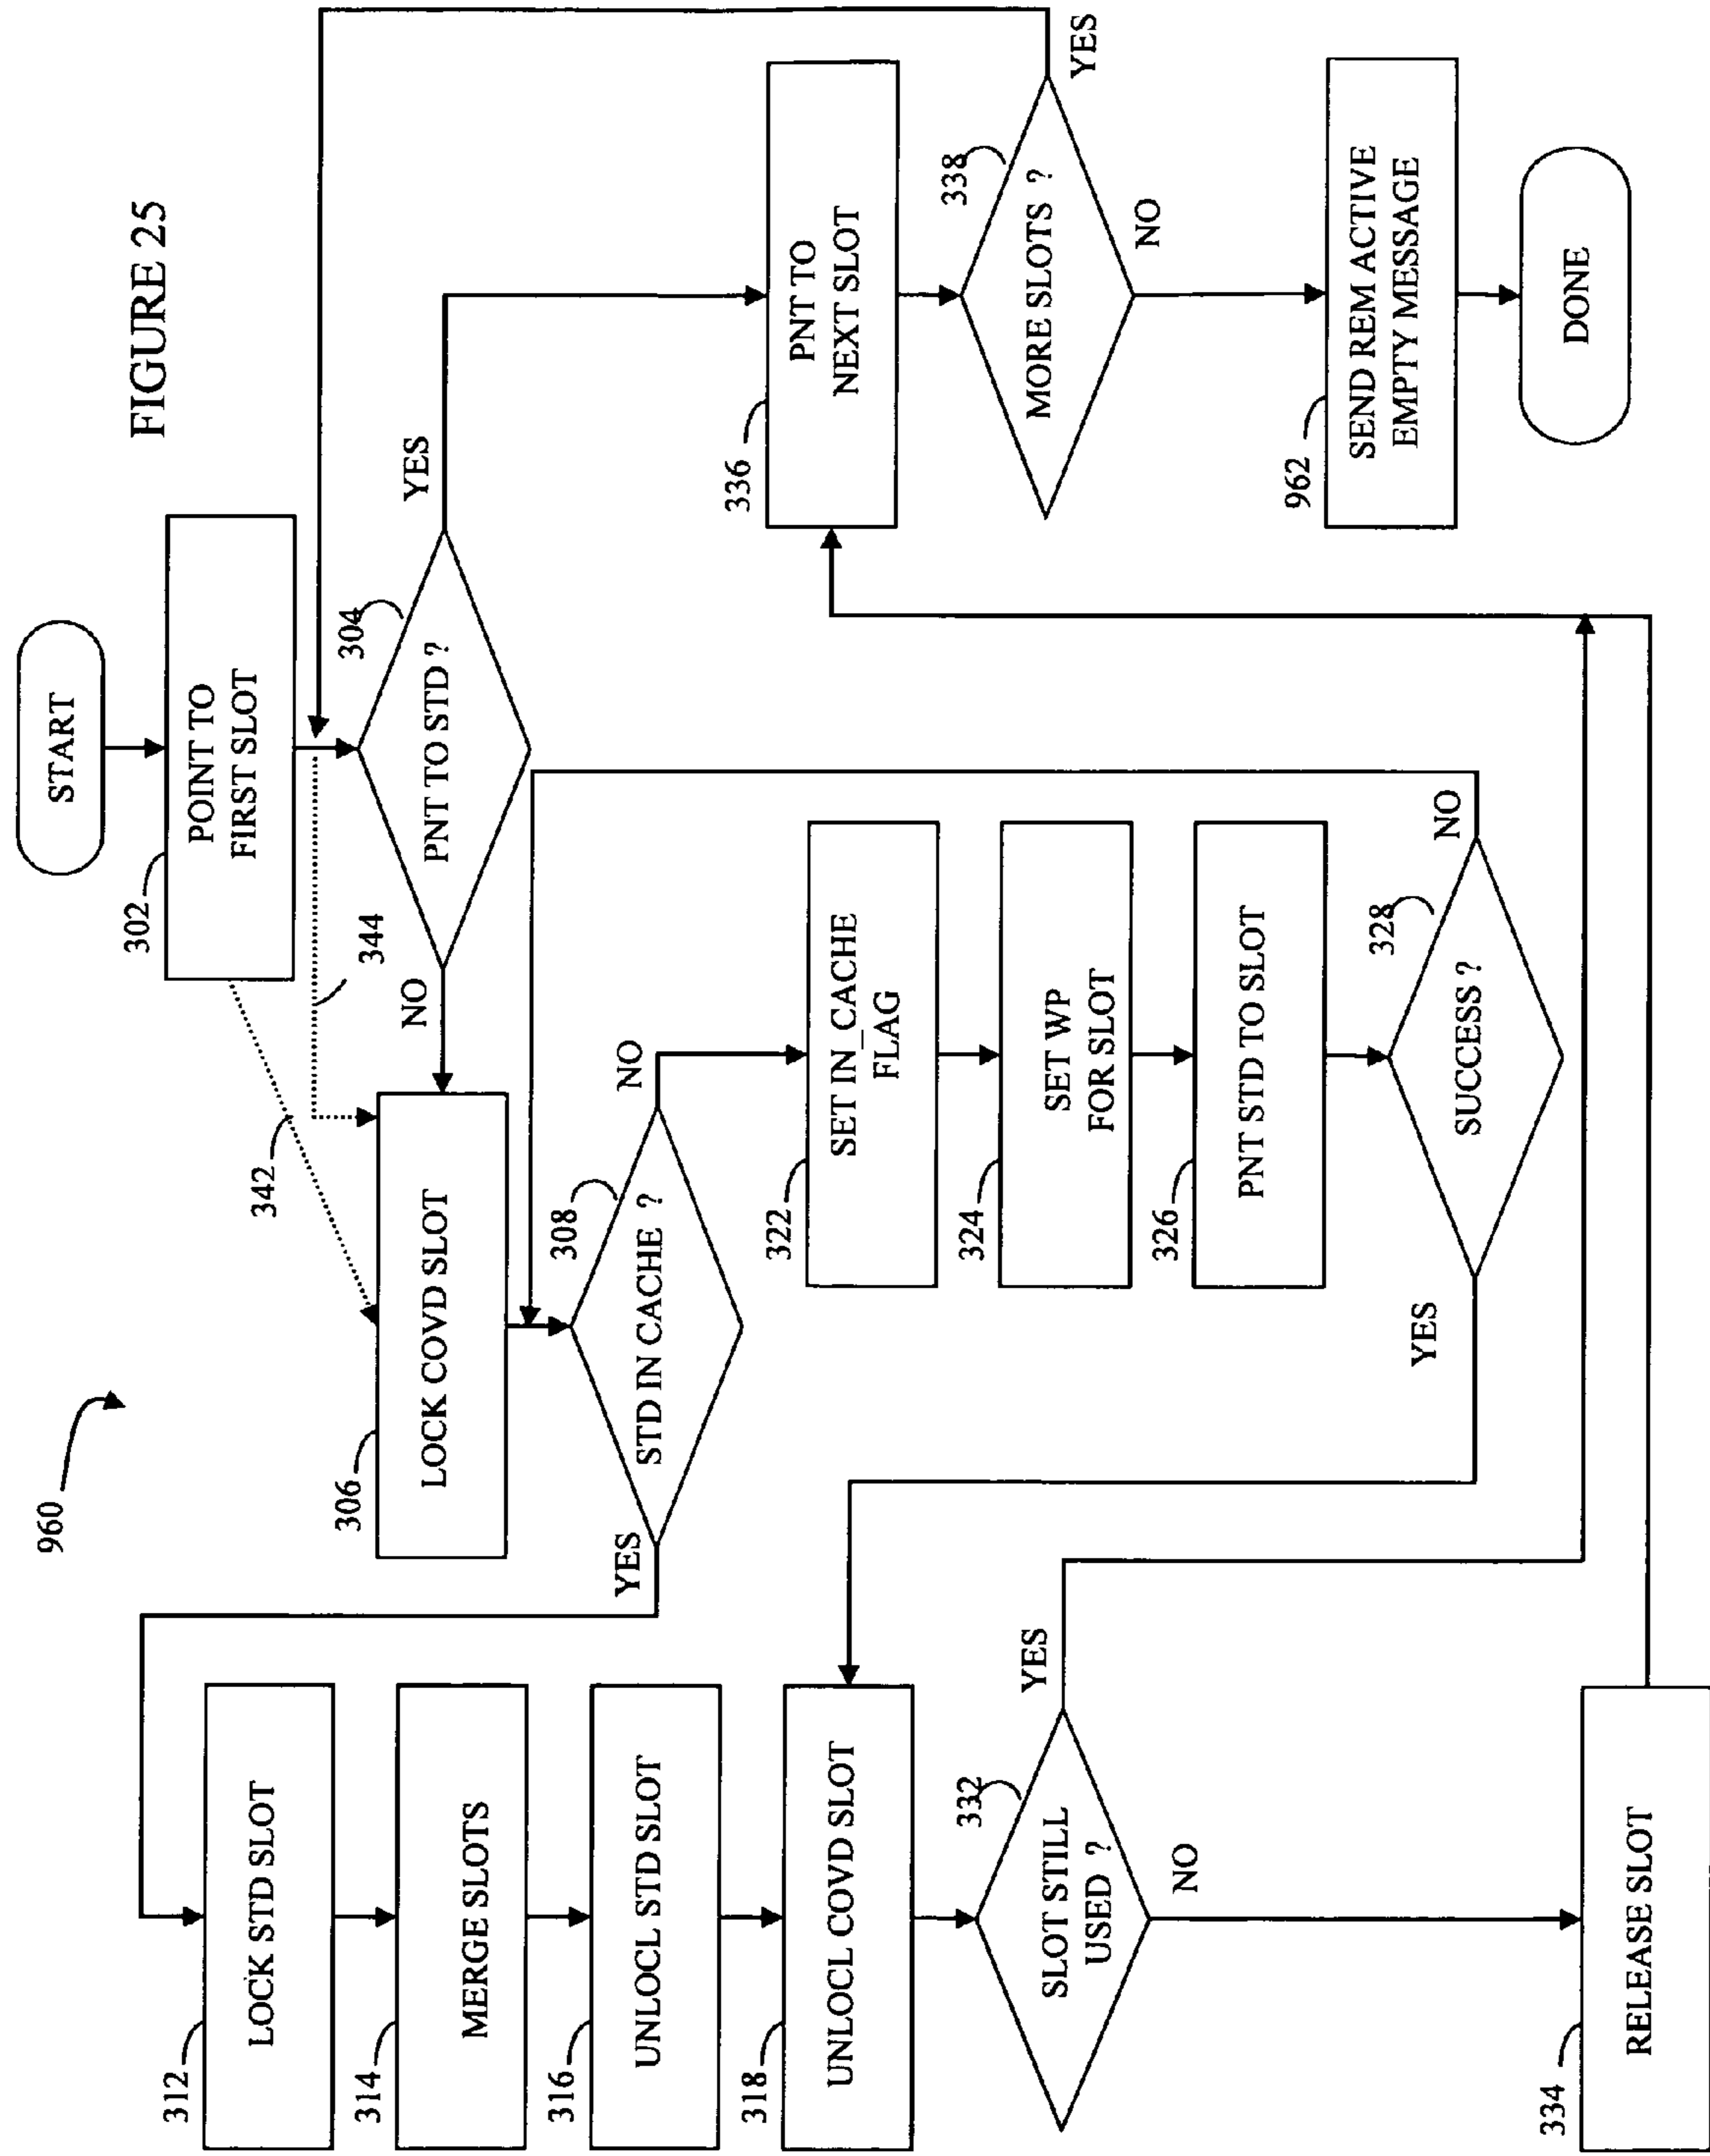 FIGURE 25
960
START
302
POINT TO
FIRST SLOT
342
344
304
PNT TO STD ?
YES
NO
306
LOCK COVD SLOT
308
STD IN CACHE ?
YES
NO
312
LOCK STD SLOT
314
MERGE SLOTS
316
UNLOCL STD SLOT
318
UNLOCL COVD SLOT
322
SET IN_CACHE
FLAG
324
SET WP
FOR SLOT
326
PNT STD TO SLOT
328
SUCCESS ?
YES
NO
332
SLOT STILL
USED ?
YES
NO
334
RELEASE SLOT
336
PNT TO
NEXT SLOT
338
MORE SLOTS ?
YES
NO
962
SEND REM ACTIVE
EMPTY MESSAGE
DONE